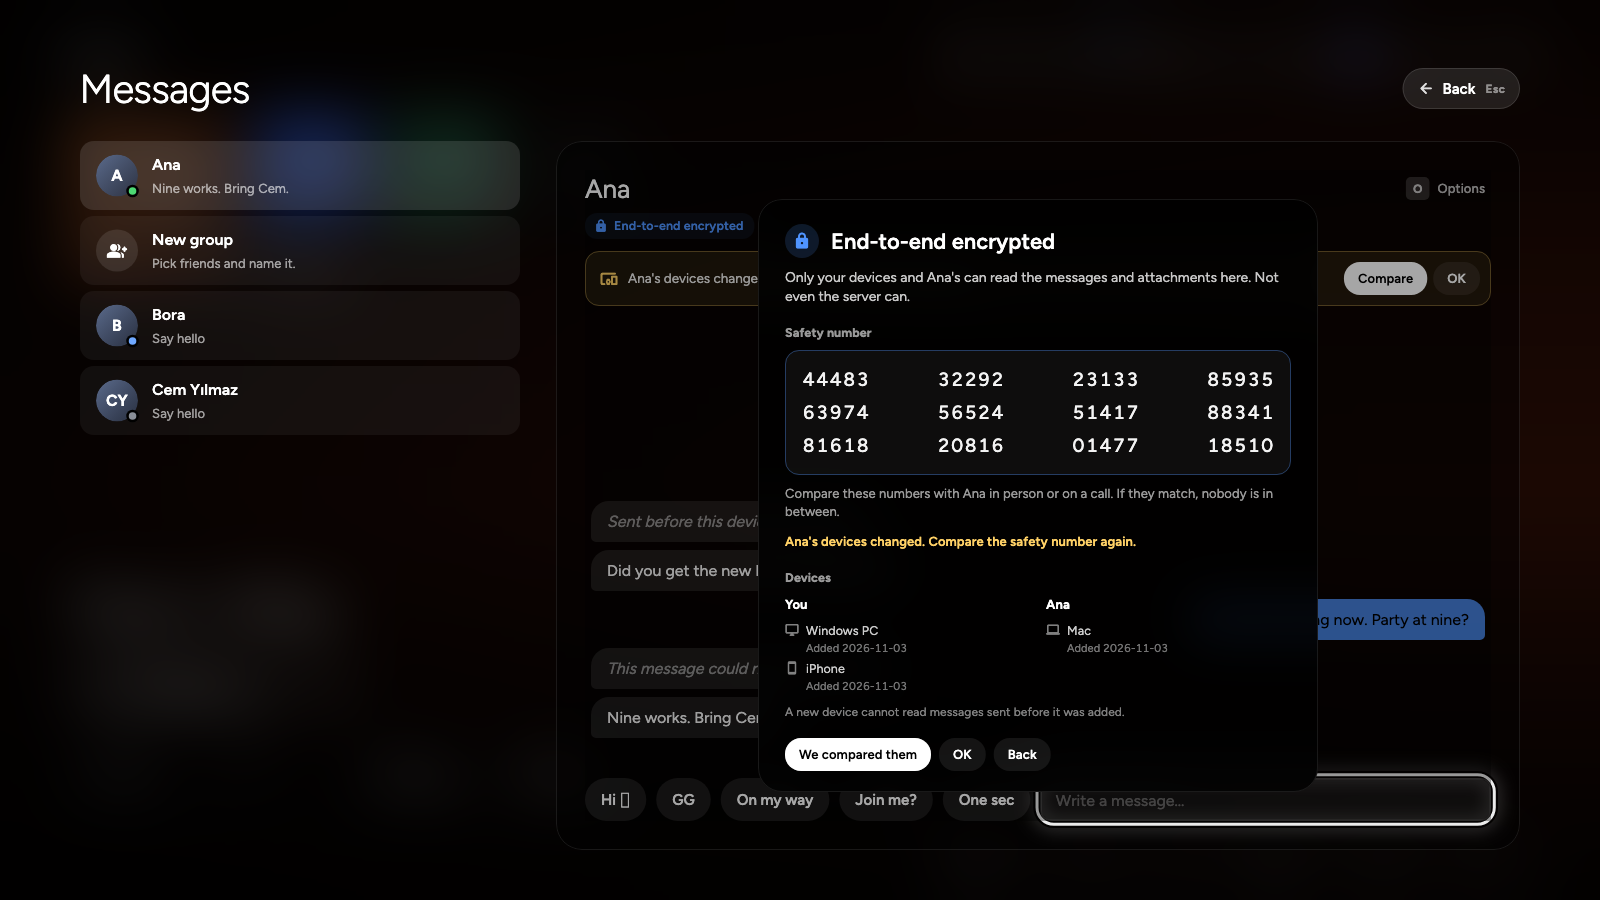 Messages
Back Esc
A
Ana
Nine works. Bring Cem.
New group
Pick friends and name it.
B
Bora
Say hello
CY
Cem Yılmaz
Say hello
Ana
O Options
End-to-end encrypted
Ana's devices change
Compare
OK
Sent before this devi
Did you get the new
g now. Party at nine?
This message could
Nine works. Bring Ce
Hi
GG
On my way
Join me?
One sec
Write a message...
End-to-end encrypted
Only your devices and Ana's can read the messages and attachments here. Not
even the server can.
Safety number
44483 32292 23133 85935
63974 56524 51417 88341
81618 20816 01477 18510
Compare these numbers with Ana in person or on a call. If they match, nobody is in
between.
Ana's devices changed. Compare the safety number again.
Devices
You
Windows PC
Added 2026-11-03
iPhone
Added 2026-11-03
Ana
Mac
Added 2026-11-03
A new device cannot read messages sent before it was added.
We compared them
OK
Back